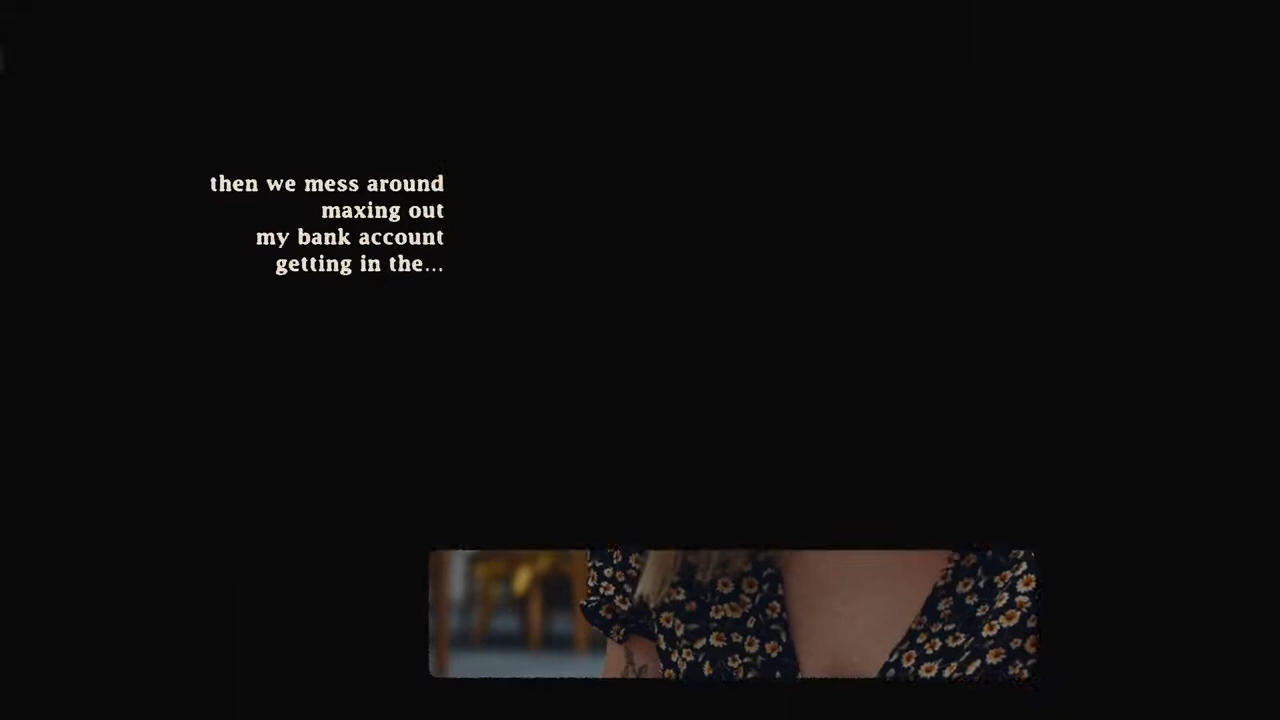 then we mess around
maxing out
my bank account
getting in the...